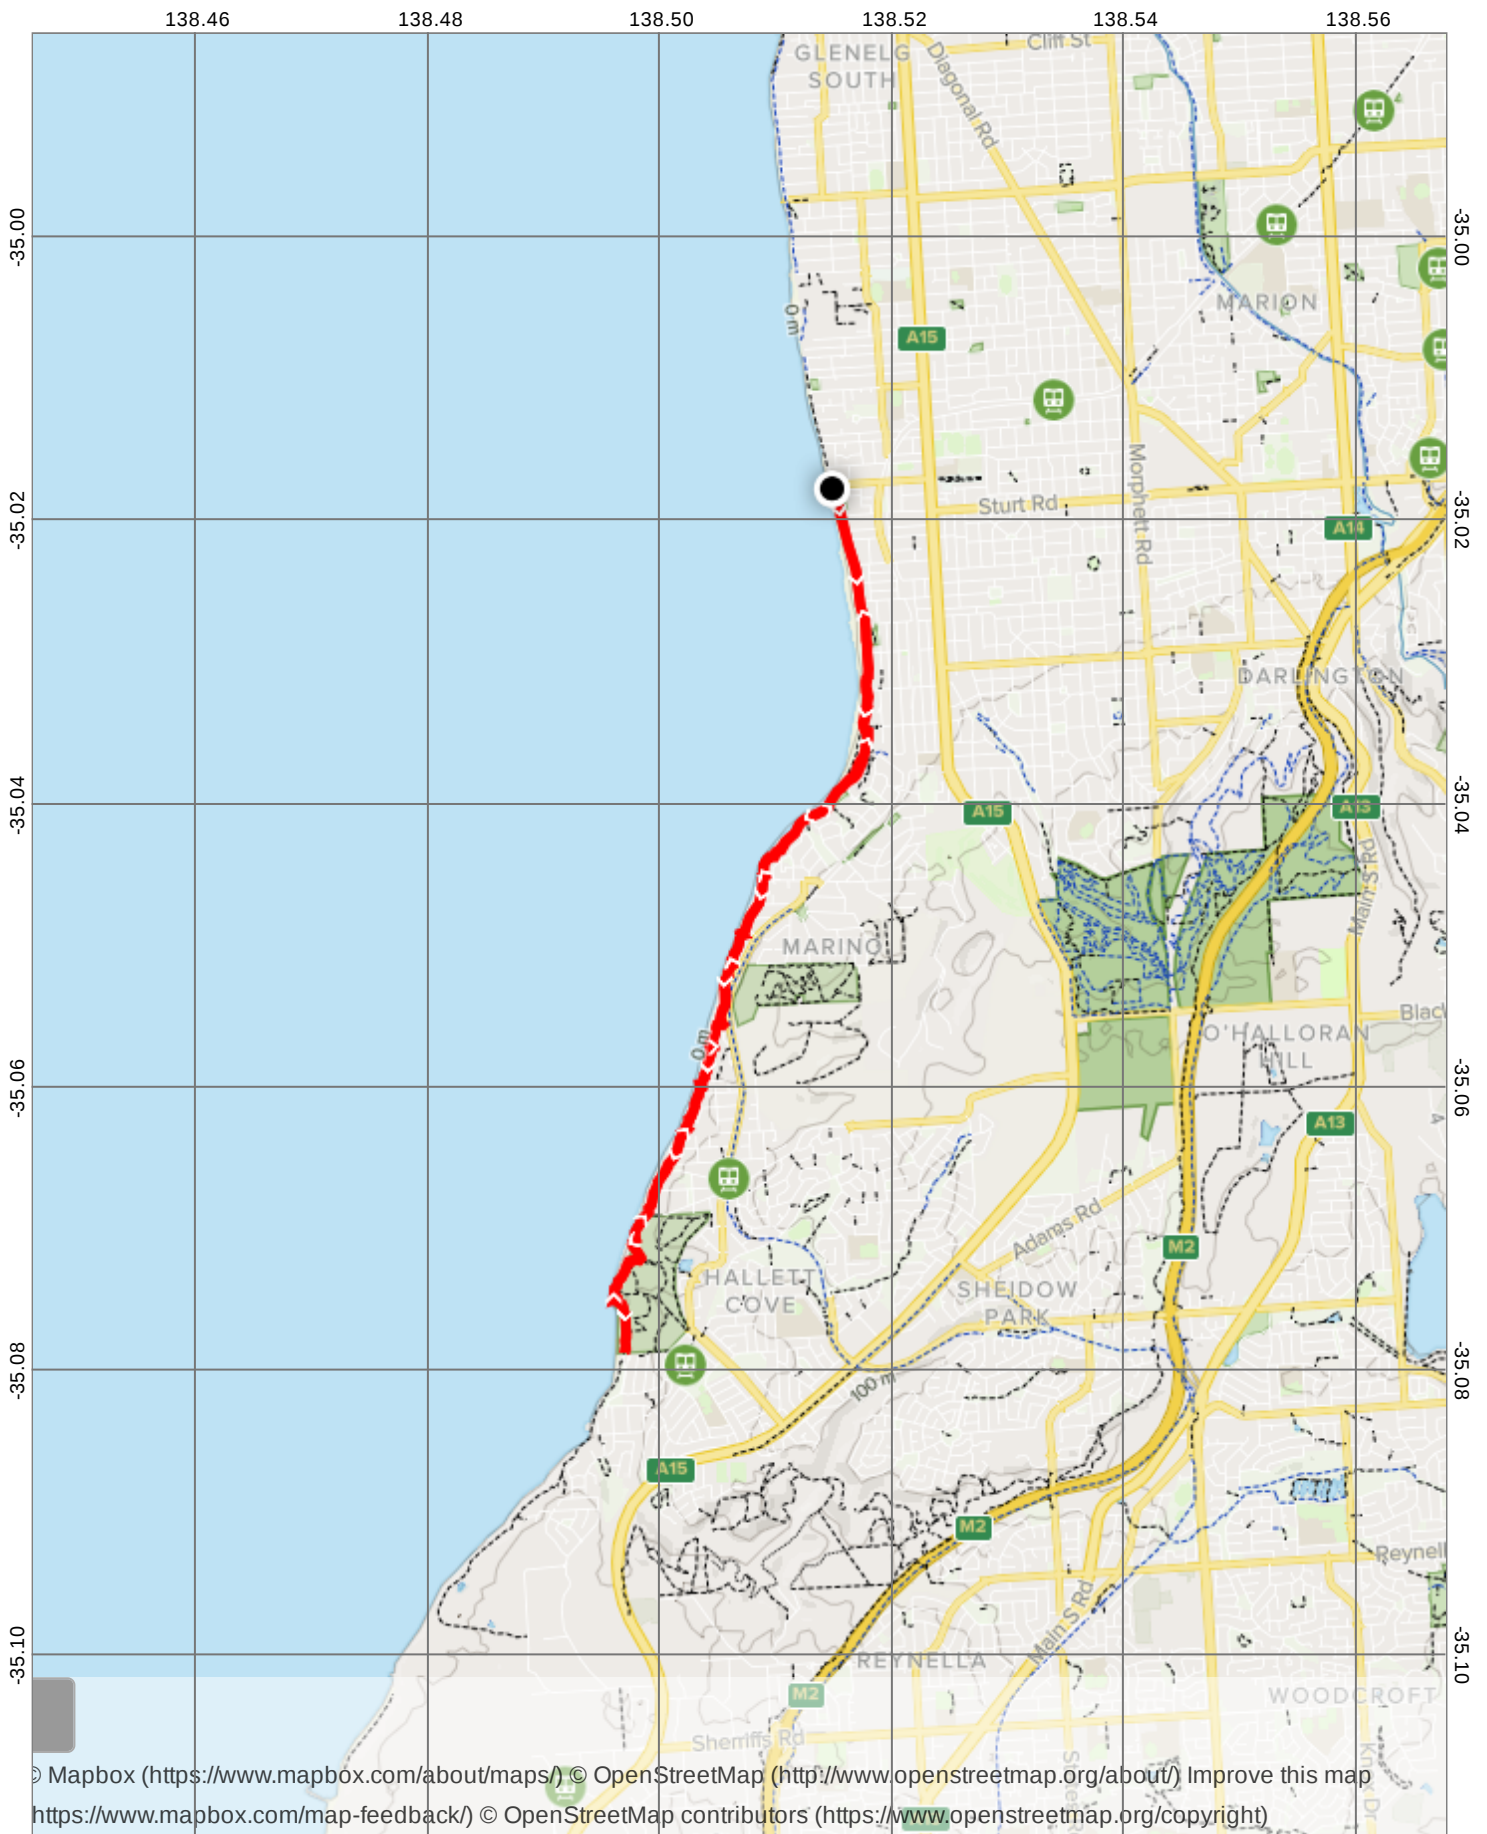 138.46 138.48 138.50 138.52 138.54 138.56
Cliff St
GLENELG
SOUTH
Diagonal Rd
-35.00 -35.00
MARION
0 m
A15
Morphett Rd
Sturt Rd
-35.02 A14 -35.02
DARLINGTON
-35.04 A15 A13 -35.04
Main S Rd
MARINO
0 m
O'HALLORAN
HILL
-35.06 -35.06
A13
Adams Rd
M2
HALLETT
COVE
SHEIDOW
PARK
-35.08 -35.08
100 m
A15
M2
Main S Rd
-35.10 -35.10
REYNELLA
M2
WOODCROFT
Sherriffs Rd
© Mapbox (https://www.mapbox.com/about/maps/) © OpenStreetMap (http://www.openstreetmap.org/about/) Improve this map
https://www.mapbox.com/map-feedback/) © OpenStreetMap contributors (https://www.openstreetmap.org/copyright)